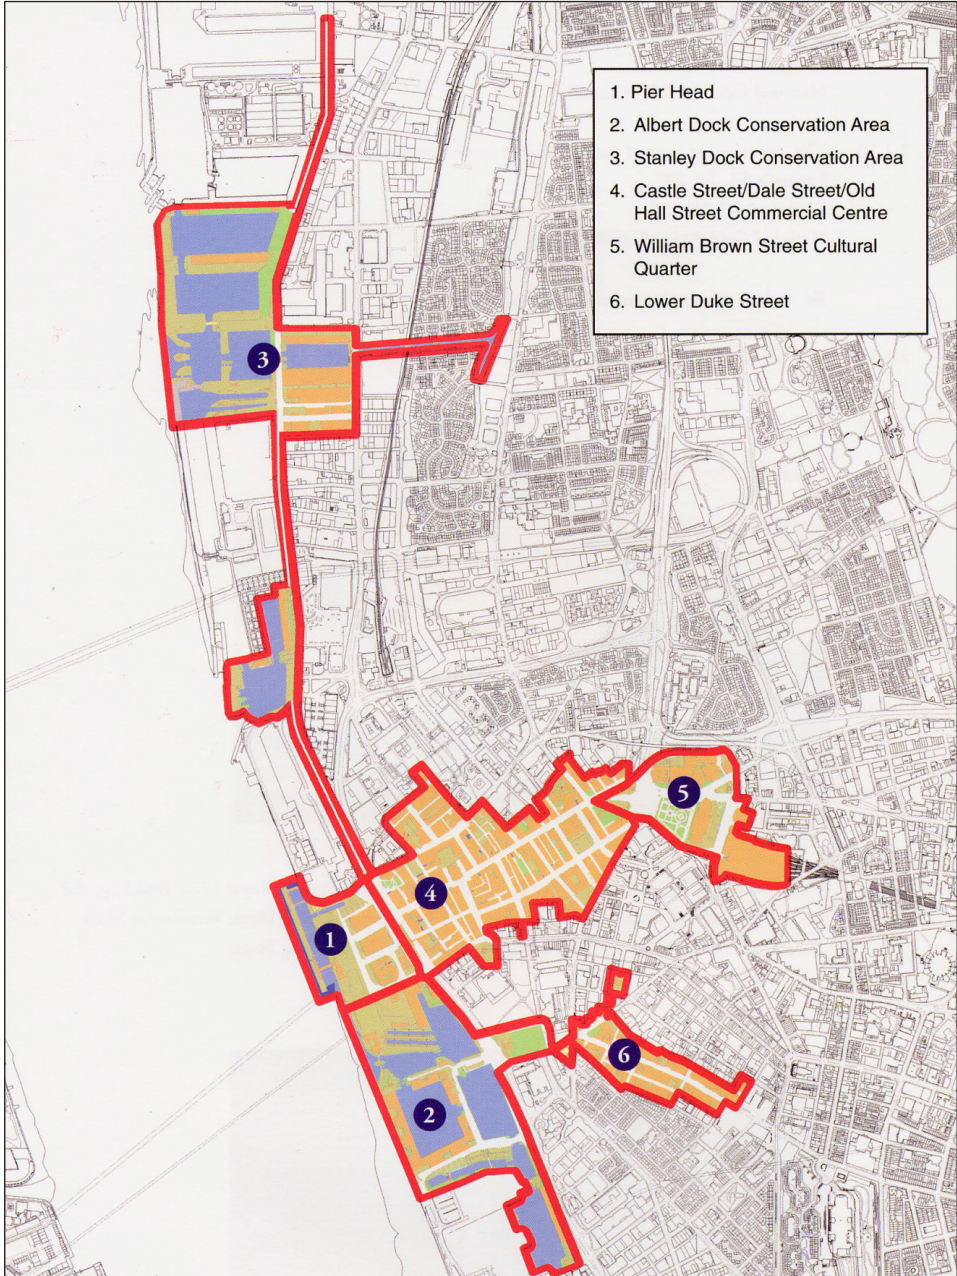 1. Pier Head
2. Albert Dock Conservation Area
3. Stanley Dock Conservation Area
4. Castle Street/Dale Street/Old
Hall Street Commercial Centre
5. William Brown Street Cultural
Quarter
6. Lower Duke Street
3
5
4
1
6
2